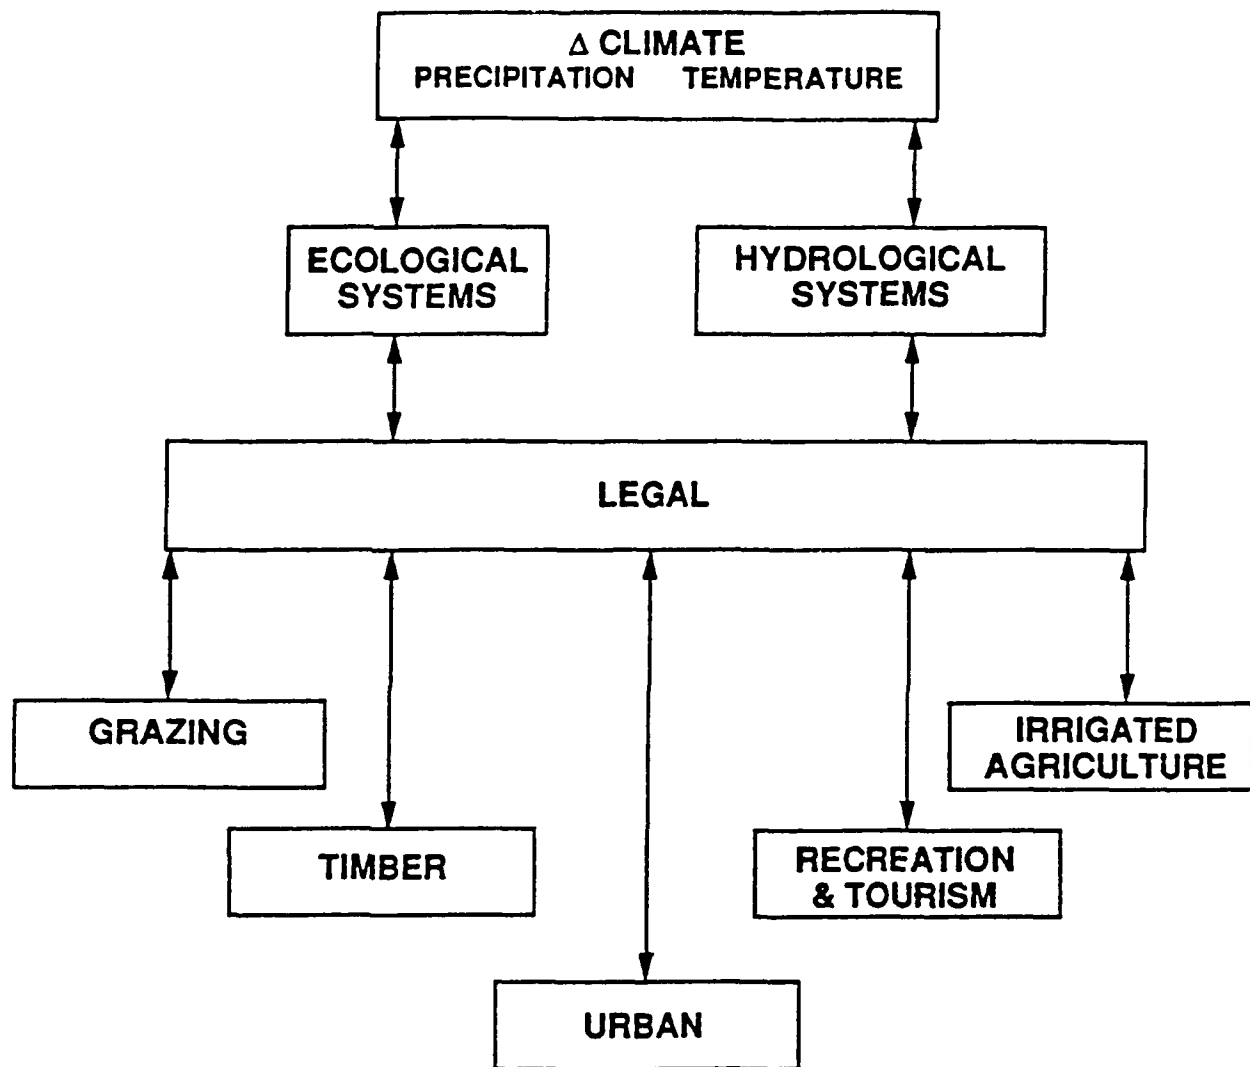 Δ CLIMATE
PRECIPITATION TEMPERATURE
ECOLOGICAL
SYSTEMS
HYDROLOGICAL
SYSTEMS
LEGAL
GRAZING
IRRIGATED
AGRICULTURE
TIMBER
RECREATION
& TOURISM
URBAN